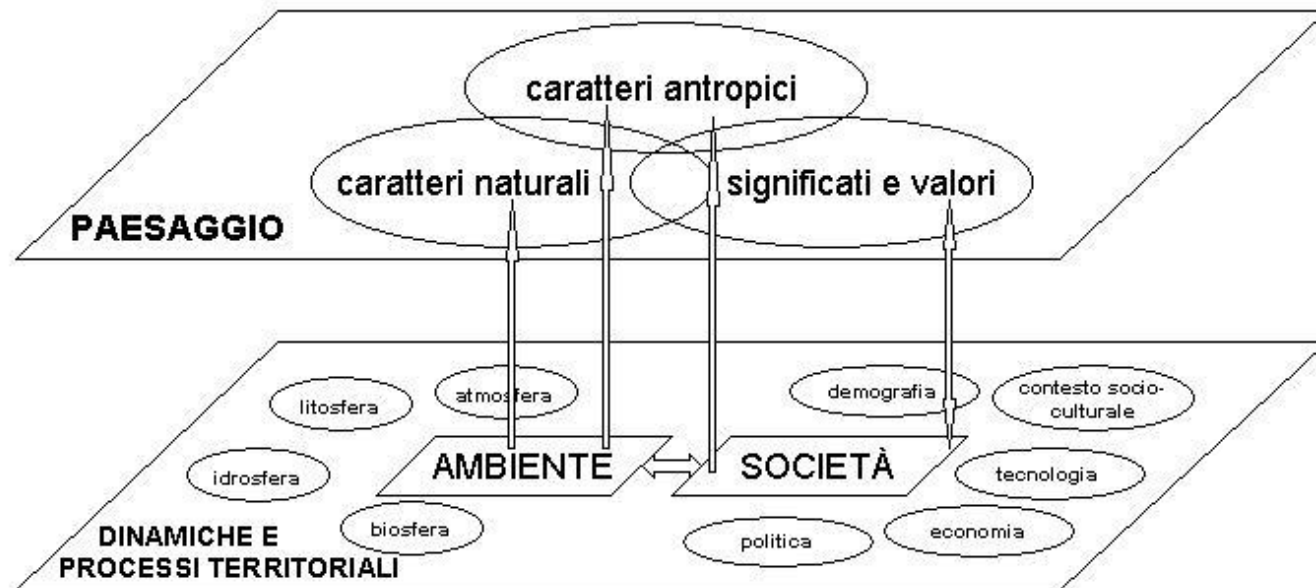 caratteri antropici
caratteri naturali
significati e valori
PAESAGGIO
atmosfera
demografia
contesto socio-
culturale
litosfera
AMBIENTE
SOCIETÀ
idrosfera
tecnologia
biosfera
politica
economia
DINAMICHE E
PROCESSI TERRITORIALI